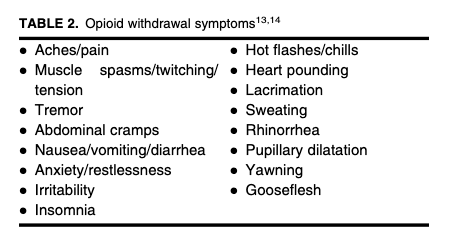 TABLE 2. Opioid withdrawal symptoms13,14
● Aches/pain
● Muscle spasms/twitching/
tension
● Tremor
● Abdominal cramps
● Nausea/vomiting/diarrhea
● Anxiety/restlessness
● Irritability
● Insomnia
● Hot flashes/chills
● Heart pounding
● Lacrimation
● Sweating
● Rhinorrhea
● Pupillary dilatation
● Yawning
● Gooseflesh